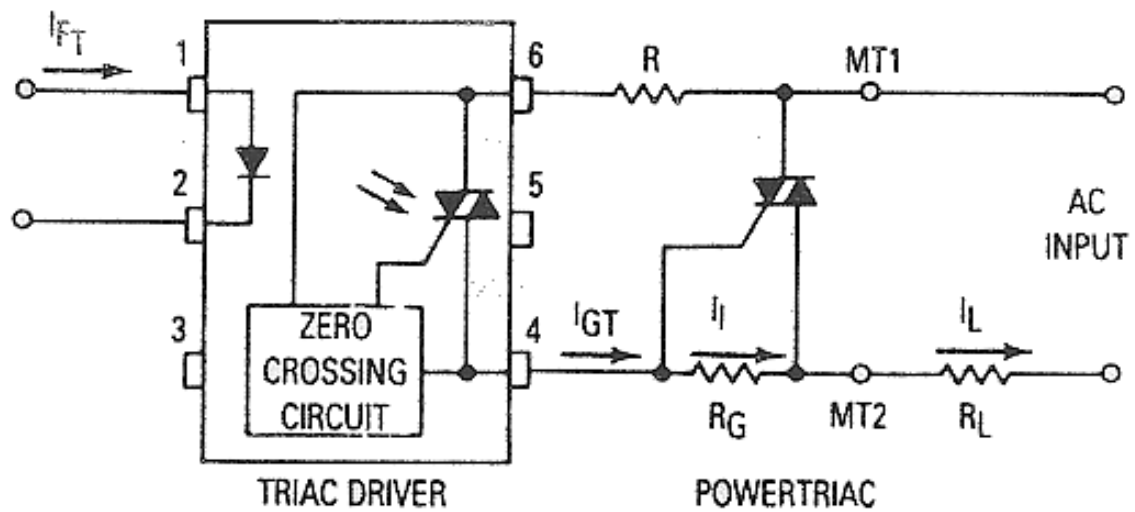 IFT
1
2
3
6
5
4
R
MT1
AC
INPUT
ZERO
CROSSING
CIRCUIT
IGT
II
IL
RG
MT2
RL
TRIAC DRIVER
POWERTRIAC